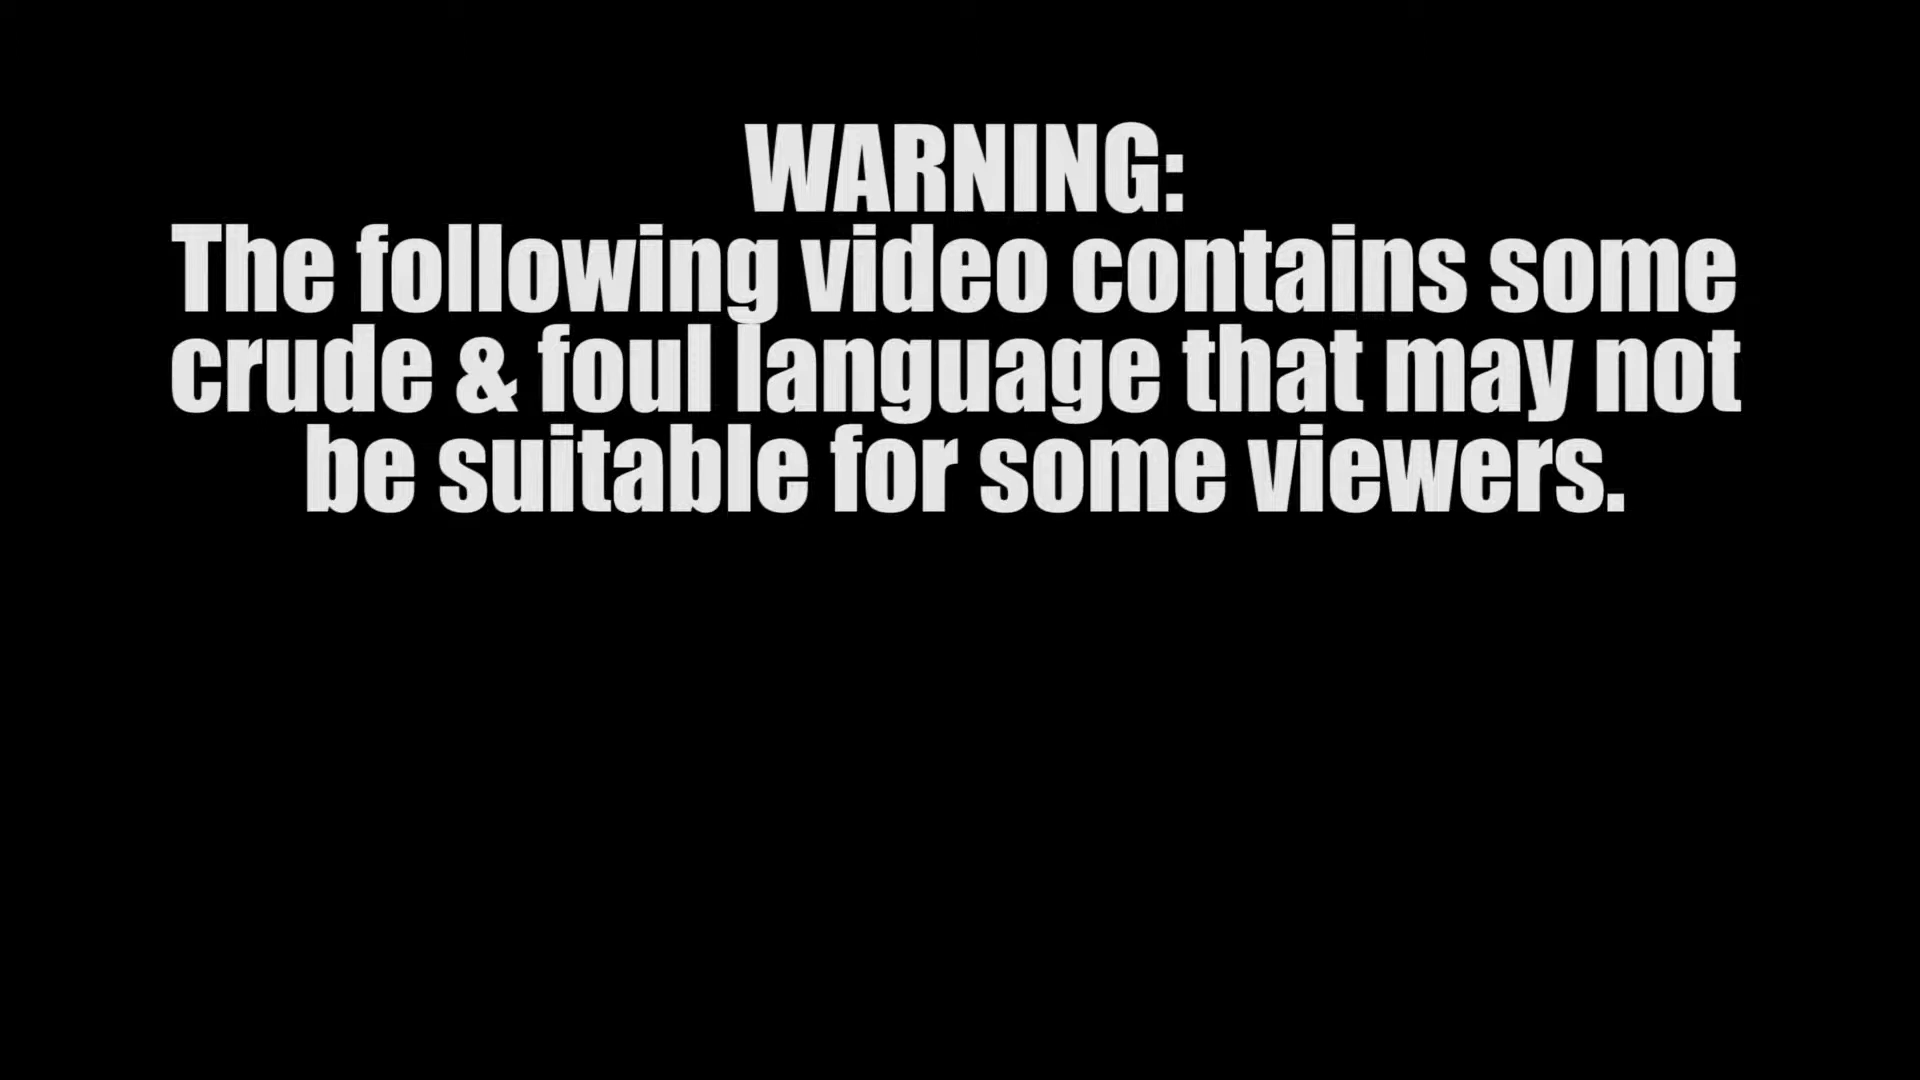 WARNING:
The following video contains some
crude & foul language that may not
be suitable for some viewers.